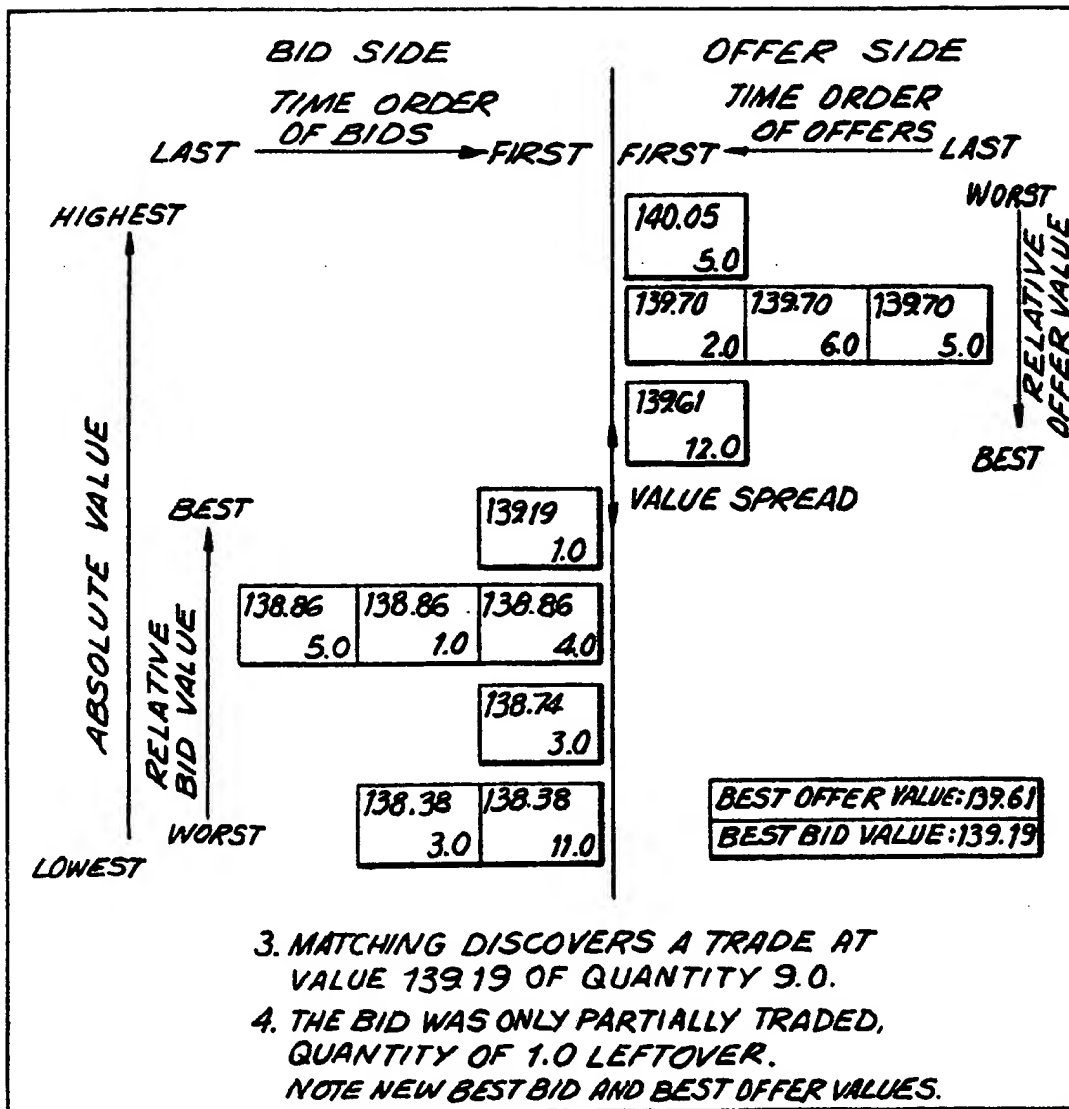 BID SIDE
TIME ORDER
OF BIDS
LAST
FIRST
OFFER SIDE
TIME ORDER
OF OFFERS
FIRST
LAST
HIGHEST
ABSOLUTE VALUE
LOWEST
BEST
RELATIVE
BID VALUE
WORST
WORST
RELATIVE
OFFER VALUE
BEST
140.05
5.0
139.70 139.70 139.70
2.0 6.0 5.0
139.61
12.0
VALUE SPREAD
139.19
1.0
138.86 138.86 138.86
5.0 1.0 4.0
138.74
3.0
138.38 138.38
3.0 11.0
BEST OFFER VALUE:139.61
BEST BID VALUE:139.19
3. MATCHING DISCOVERS A TRADE AT
VALUE 139.19 OF QUANTITY 9.0.
4. THE BID WAS ONLY PARTIALLY TRADED,
QUANTITY OF 1.0 LEFTOVER.
NOTE NEW BEST BID AND BEST OFFER VALUES.